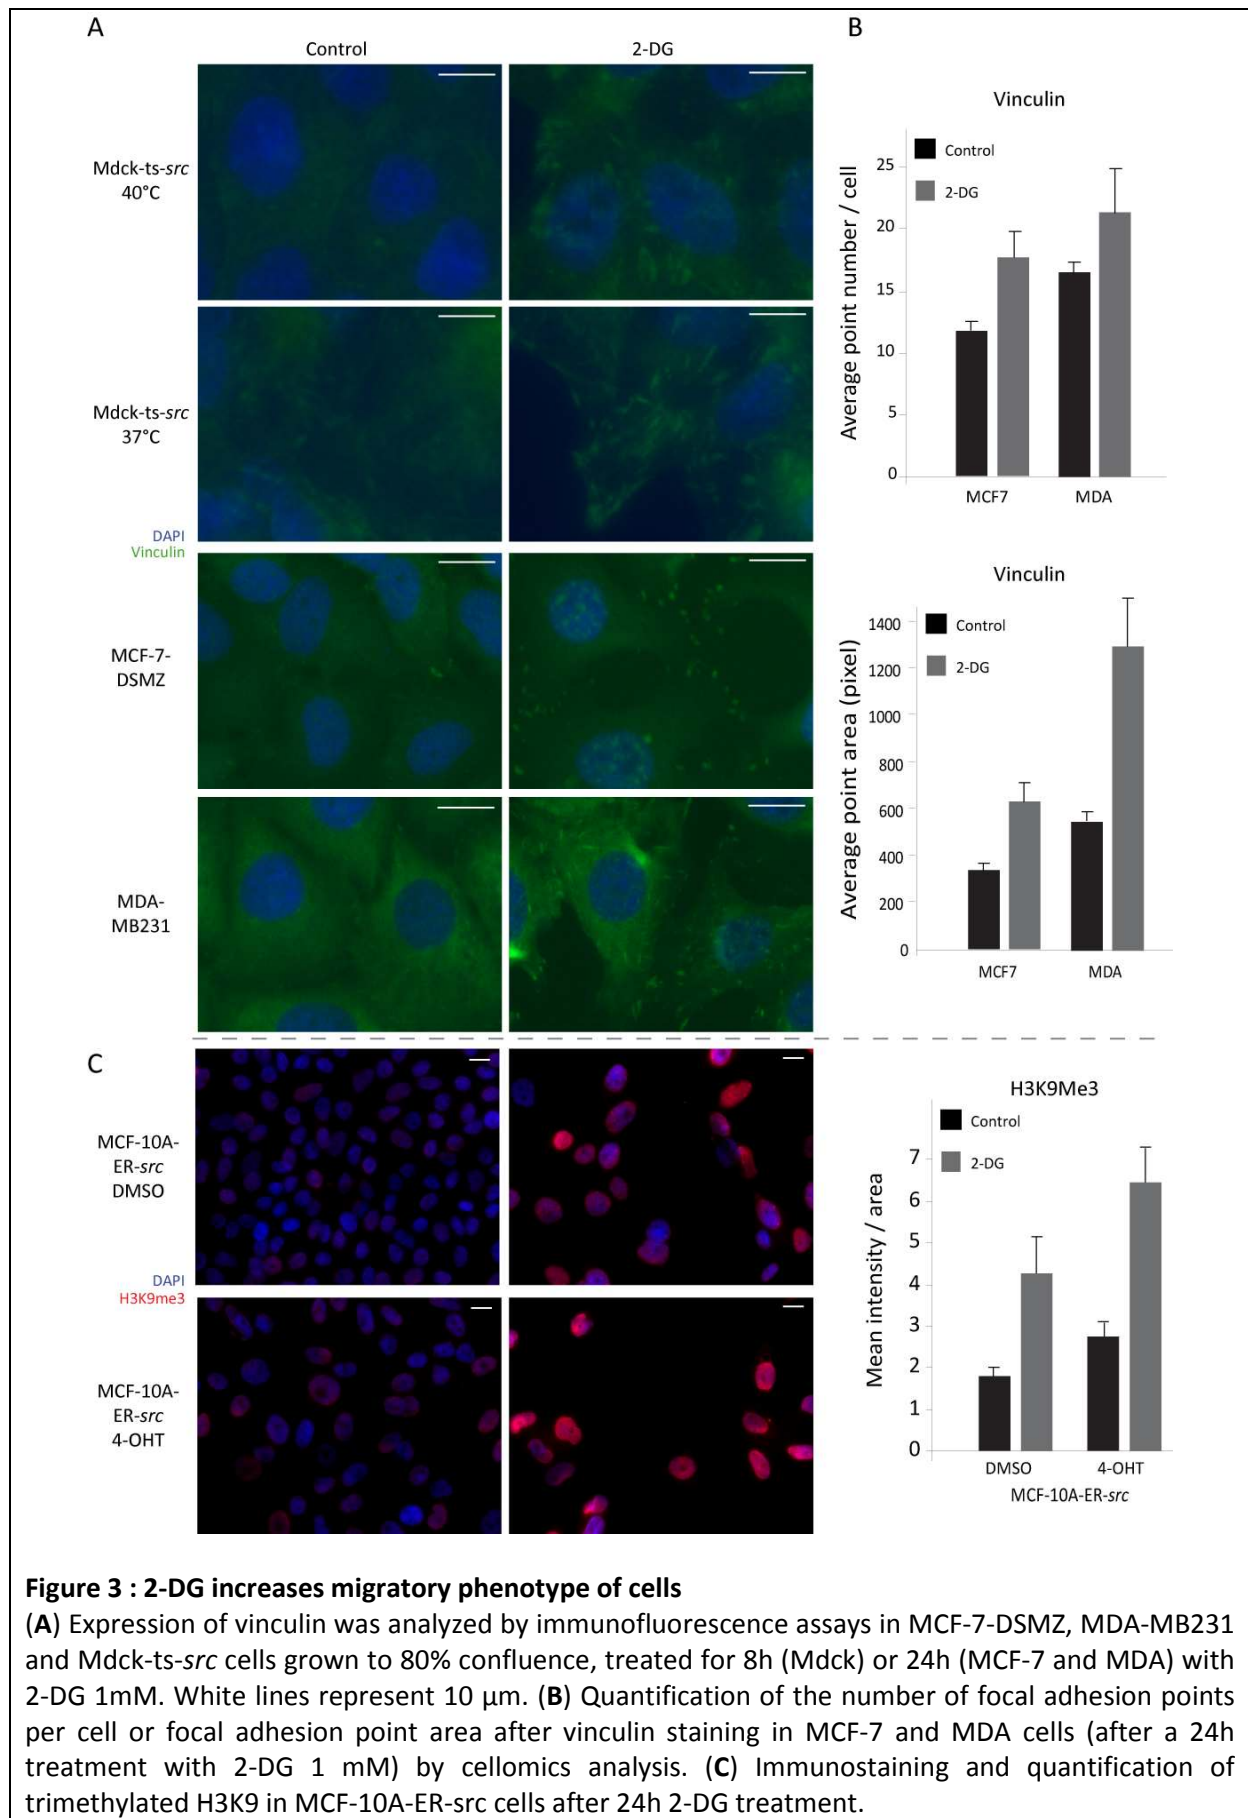 A
B
Control
2-DG
Mdck-ts-src
40°C
Mdck-ts-src
37°C
DAPI
Vinculin
MCF-7-
DSMZ
MDA-
MB231
Vinculin
Control
2-DG
Average point number / cell
25
20
15
10
5
0
MCF7
MDA
Vinculin
Control
2-DG
Average point area (pixel)
1400
1200
1000
800
600
400
200
0
MCF7
MDA
C
MCF-10A-
ER-src
DMSO
DAPI
H3K9me3
MCF-10A-
ER-src
4-OHT
H3K9Me3
Control
2-DG
Mean intensity / area
7
6
5
4
3
2
1
0
DMSO
4-OHT
MCF-10A-ER-src
Figure 3 : 2-DG increases migratory phenotype of cells
(A) Expression of vinculin was analyzed by immunofluorescence assays in MCF-7-DSMZ, MDA-MB231
and Mdck-ts-src cells grown to 80% confluence, treated for 8h (Mdck) or 24h (MCF-7 and MDA) with
2-DG 1mM. White lines represent 10 µm. (B) Quantification of the number of focal adhesion points
per cell or focal adhesion point area after vinculin staining in MCF-7 and MDA cells (after a 24h
treatment with 2-DG 1 mM) by cellomics analysis. (C) Immunostaining and quantification of
trimethylated H3K9 in MCF-10A-ER-src cells after 24h 2-DG treatment.